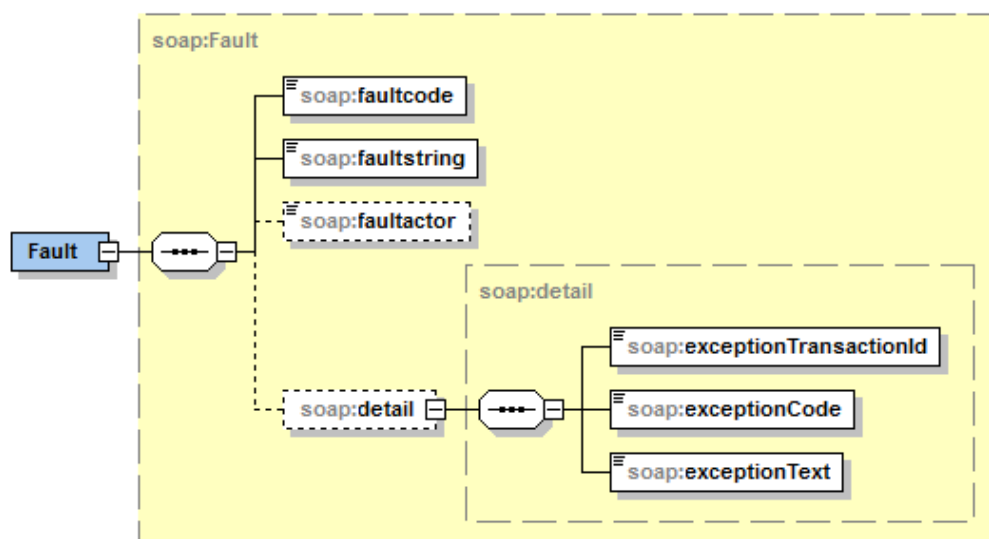 soap:Fault
soap:faultcode
soap:faultstring
soap:faultactor
Fault
soap:detail
soap:exceptionTransactionId
soap:detail
soap:exceptionCode
soap:exceptionText